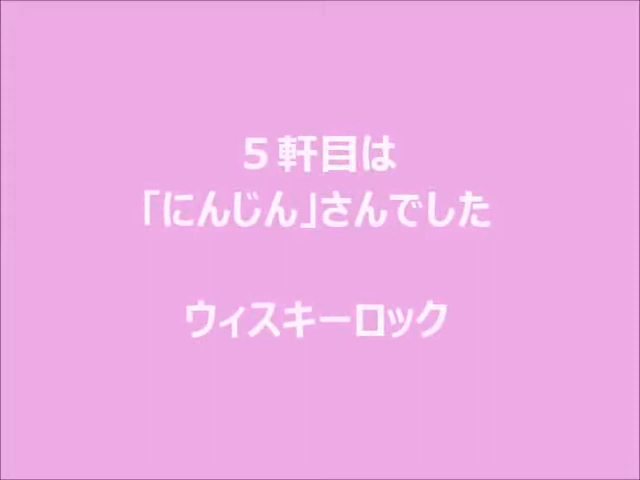 ５軒目は
「にんじん」さんでした
ウィスキーロック